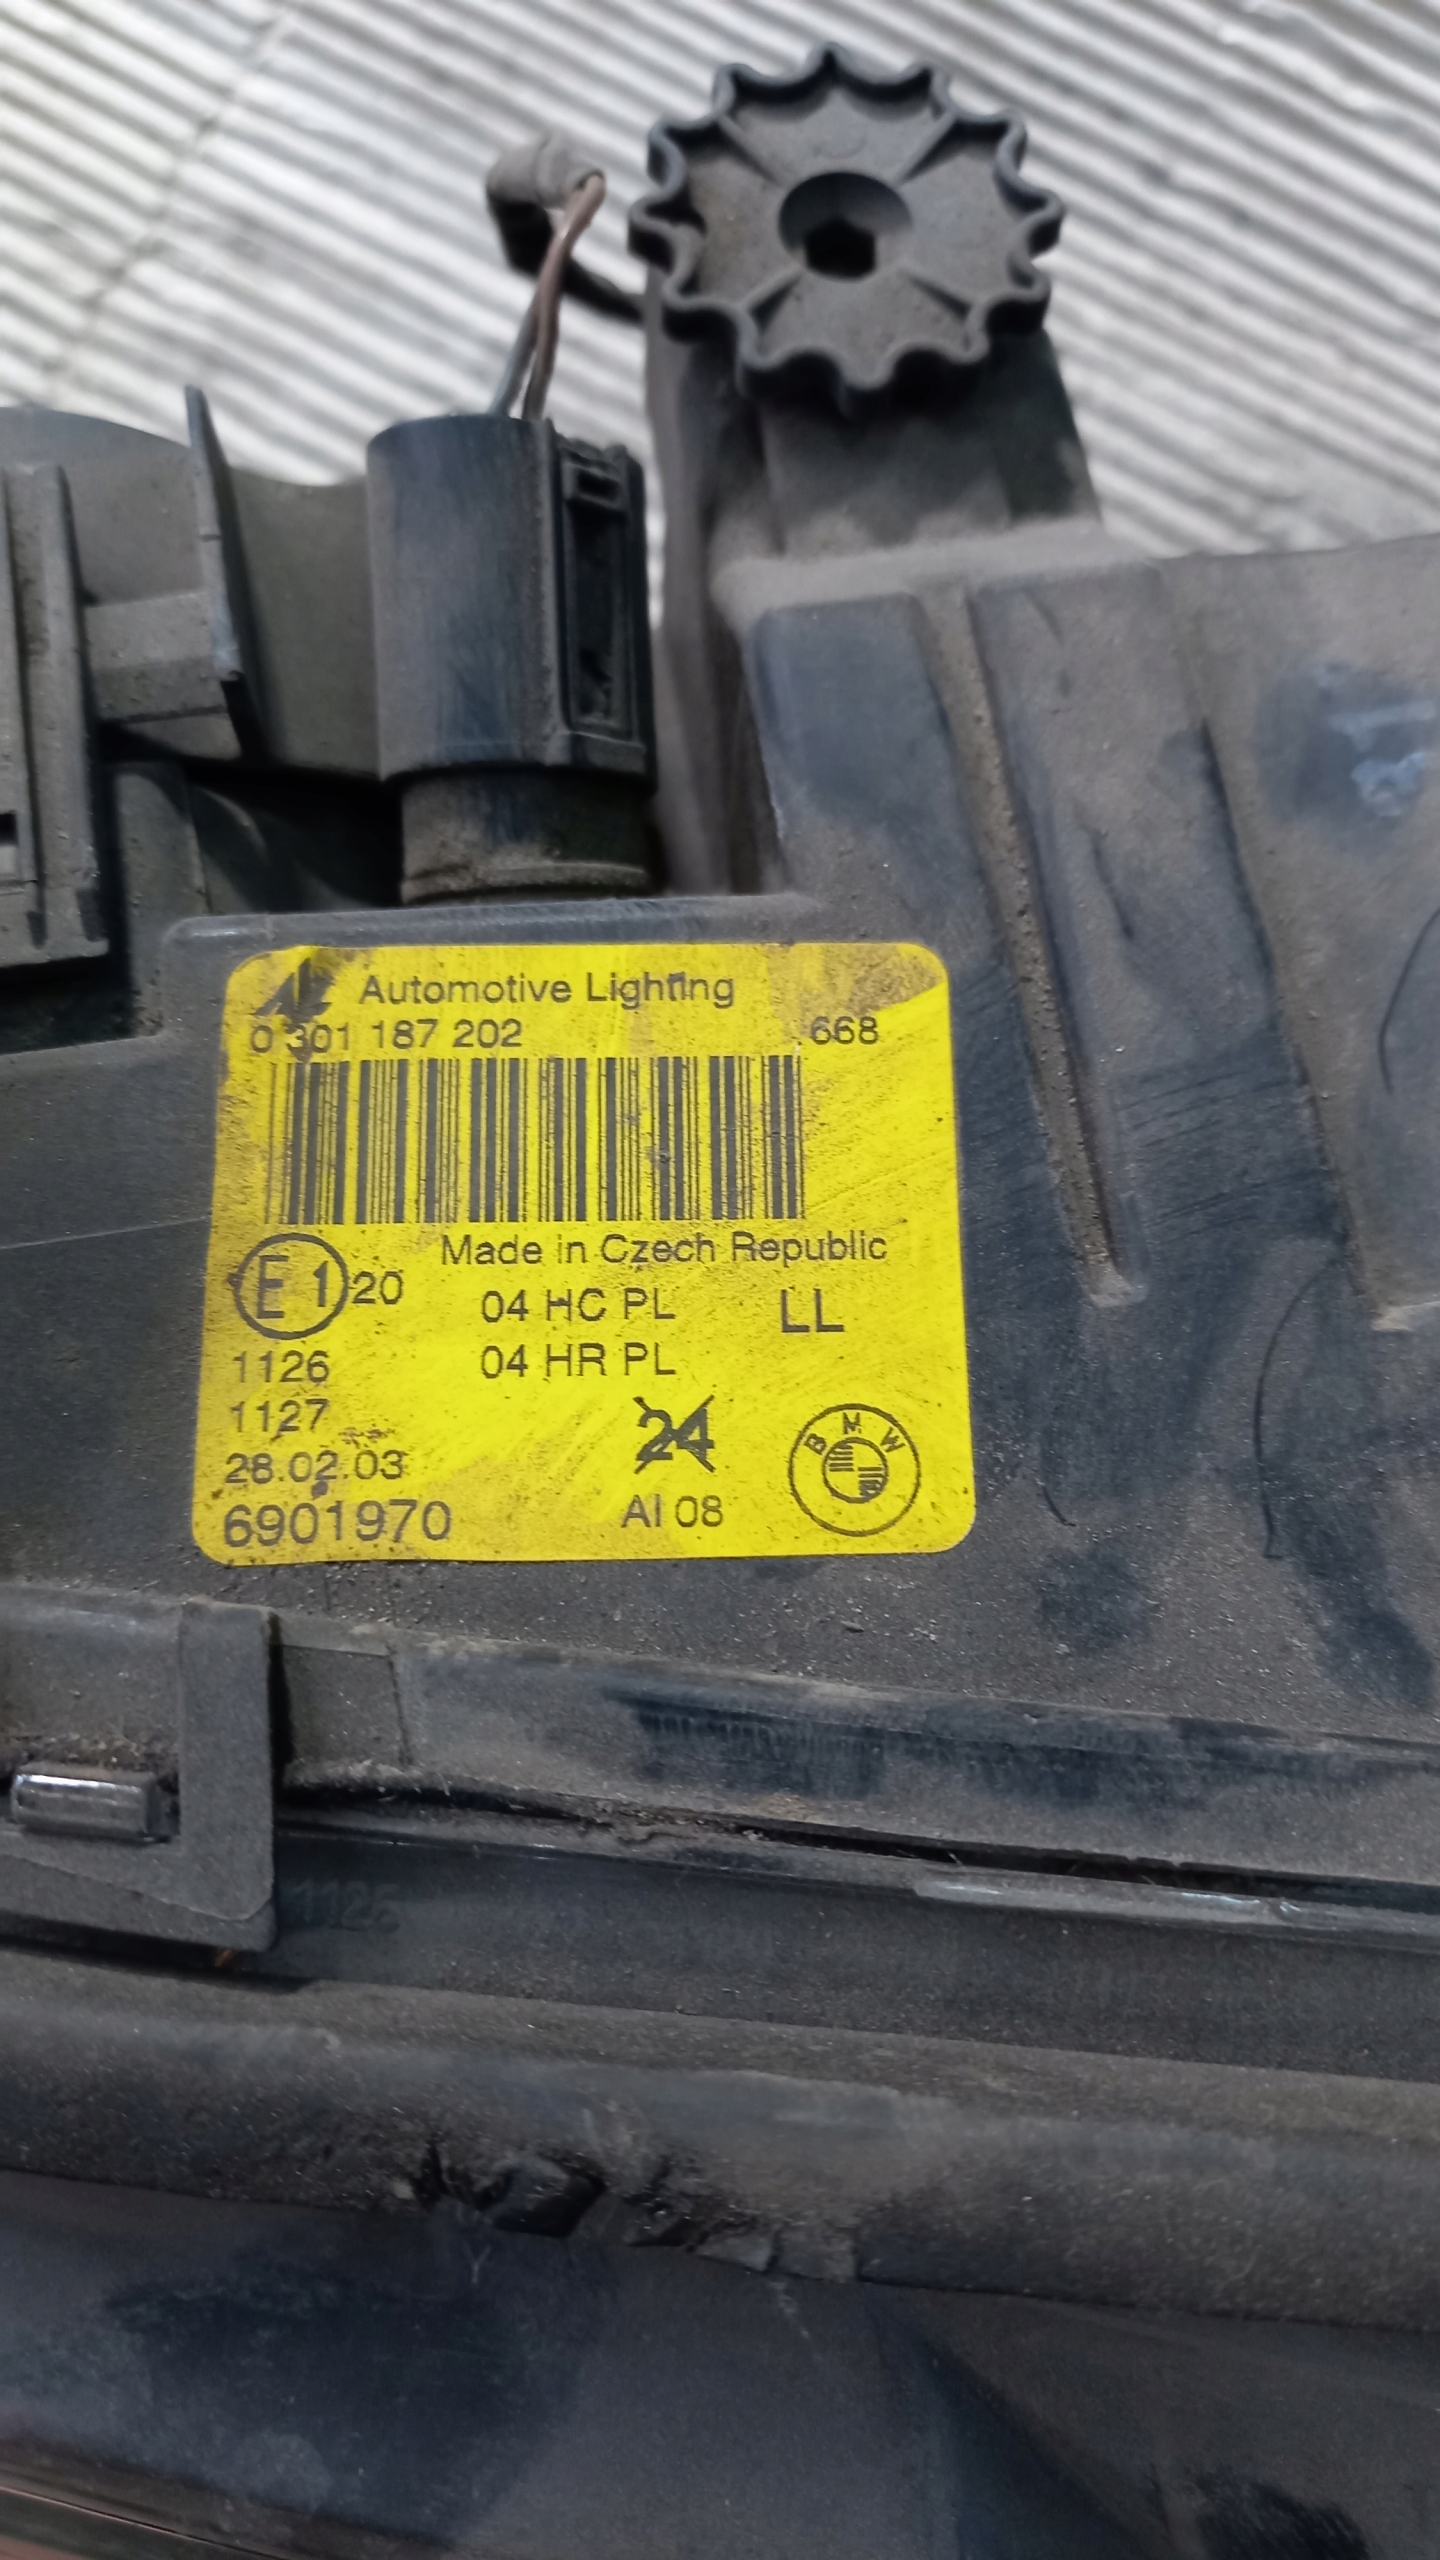 Automotive Lighting
0 301 187 202 668
Made in Czech Republic
E 1 20 04 HC PL LL
1126 04 HR PL
1127 24
28.02.03
6901970 AI 08
BMW